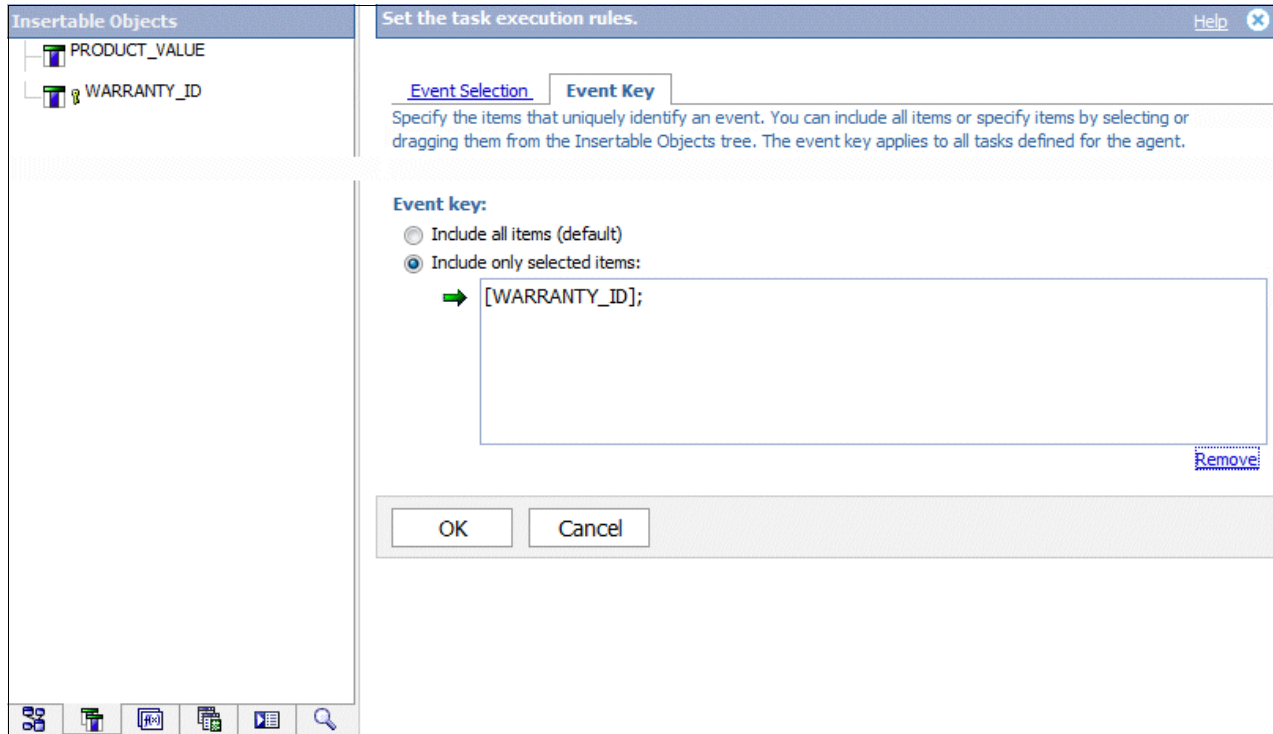 Insertable Objects
PRODUCT_VALUE
WARRANTY_ID
Set the task execution rules.
Help
Event Selection
Event Key
Specify the items that uniquely identify an event. You can include all items or specify items by selecting or
dragging them from the Insertable Objects tree. The event key applies to all tasks defined for the agent.
Event key:
Include all items (default)
Include only selected items:
[WARRANTY_ID];
Remove
OK
Cancel
f(x)